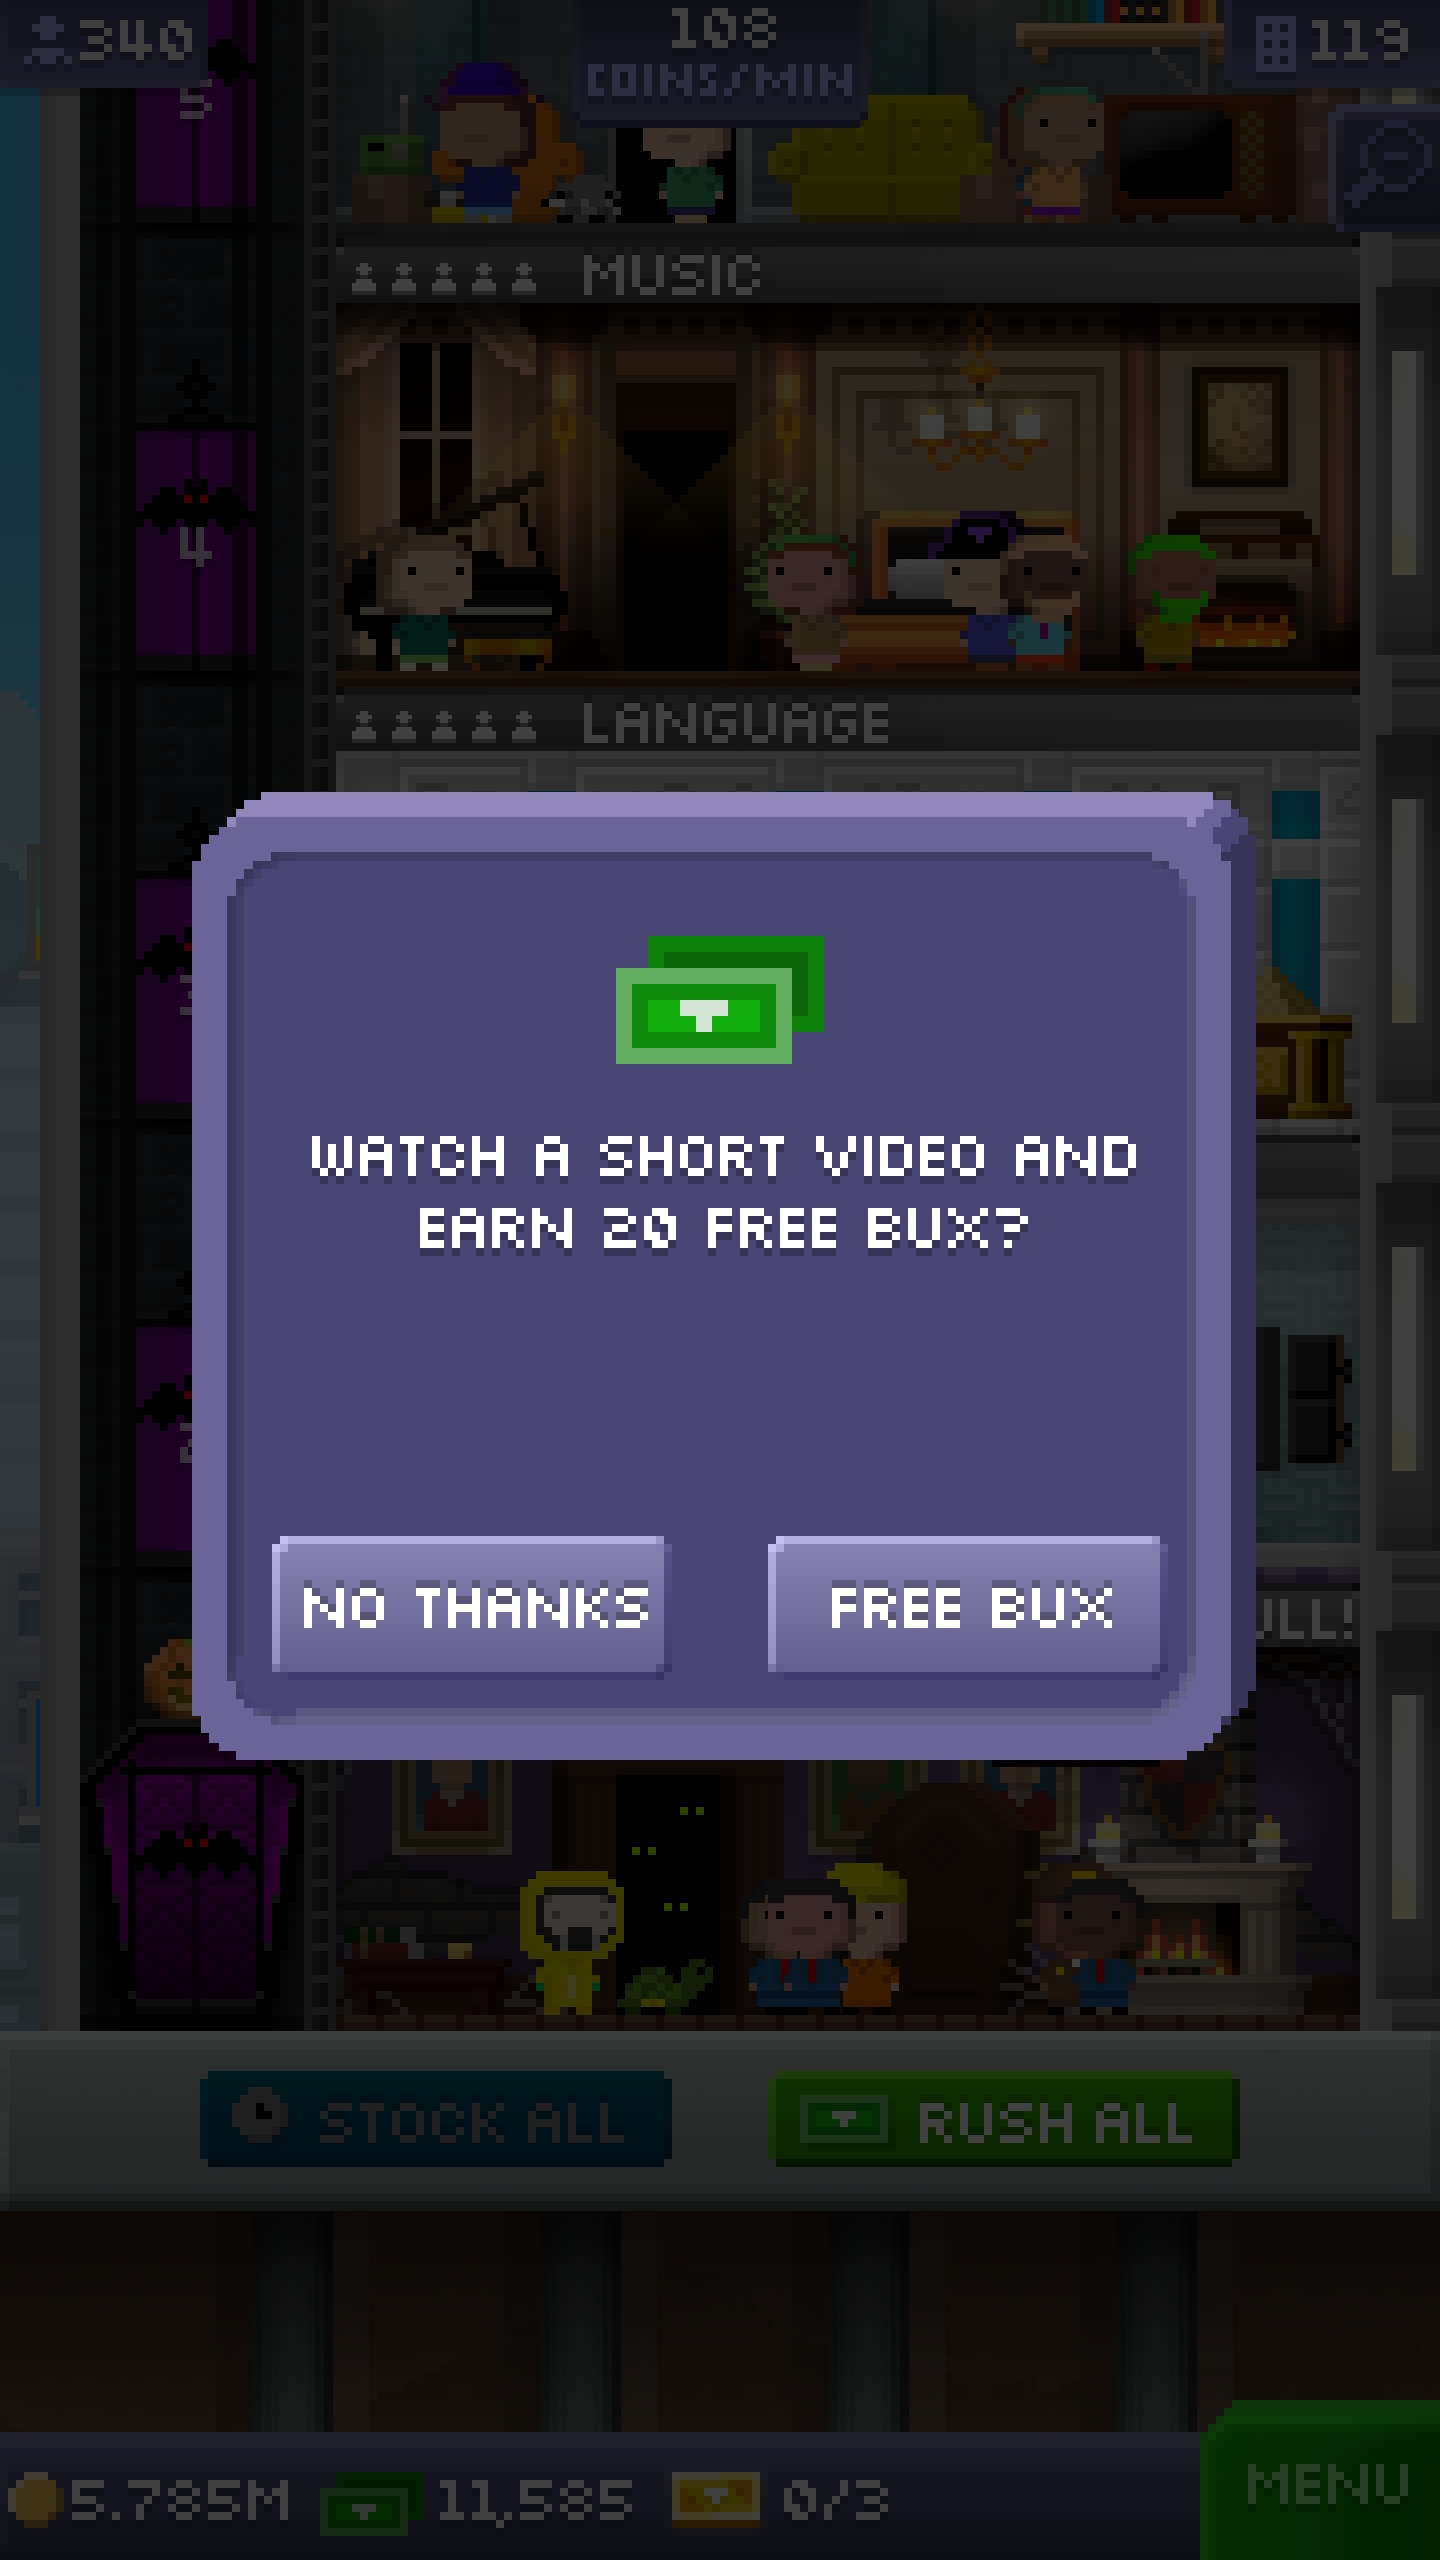 340
108
COINS/MIN
119
5
MUSIC
4
LANGUAGE
WATCH A SHORT VIDEO AND
EARN 20 FREE BUX?
NO THANKS
FREE BUX
STOCK ALL
RUSH ALL
5.785M
11,585
0/3
MENU